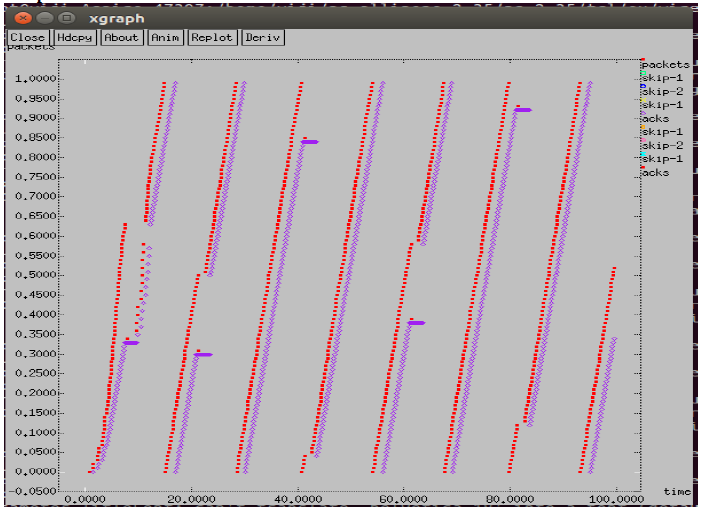 xgraph
Close Hdcpy About Anim Replot Deriv
packets
1.0000
0.9500
0.9000
0.8500
0.8000
0.7500
0.7000
0.6500
0.6000
0.5500
0.5000
0.4500
0.4000
0.3500
0.3000
0.2500
0.2000
0.1500
0.1000
0.0500
0.0000
-0.0500
0.0000 20.0000 40.0000 60.0000 80.0000 100.0000
time
packets
skip-1
skip-2
skip-1
acks
skip-1
skip-2
skip-1
acks